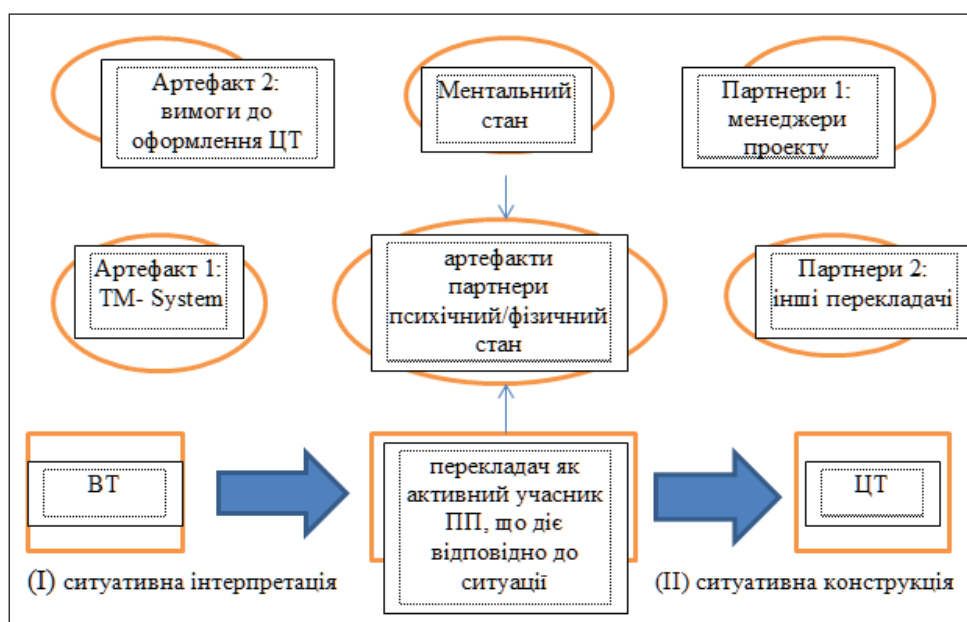 Артефакт 2:
вимоги до
оформлення ЦТ
Ментальний
стан
Партнери 1:
менеджери
проекту
Артефакт 1:
TM- System
артефакти
партнери
психічний/фізичний
стан
Партнери 2:
інші перекладачі
ВТ
перекладач як
активний учасник
ПП, що діє
відповідно до
ситуації
ЦТ
(I) ситуативна інтерпретація
(II) ситуативна конструкція